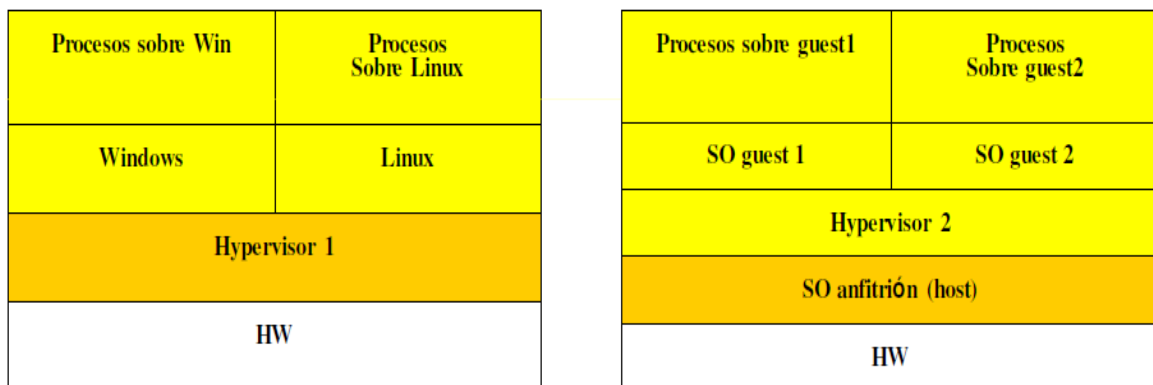 Procesos sobre Win
Procesos
Sobre Linux
Windows
Linux
Hypervisor 1
HW
Procesos sobre guest1
Procesos
Sobre guest2
SO guest 1
SO guest 2
Hypervisor 2
SO anfitrión (host)
HW